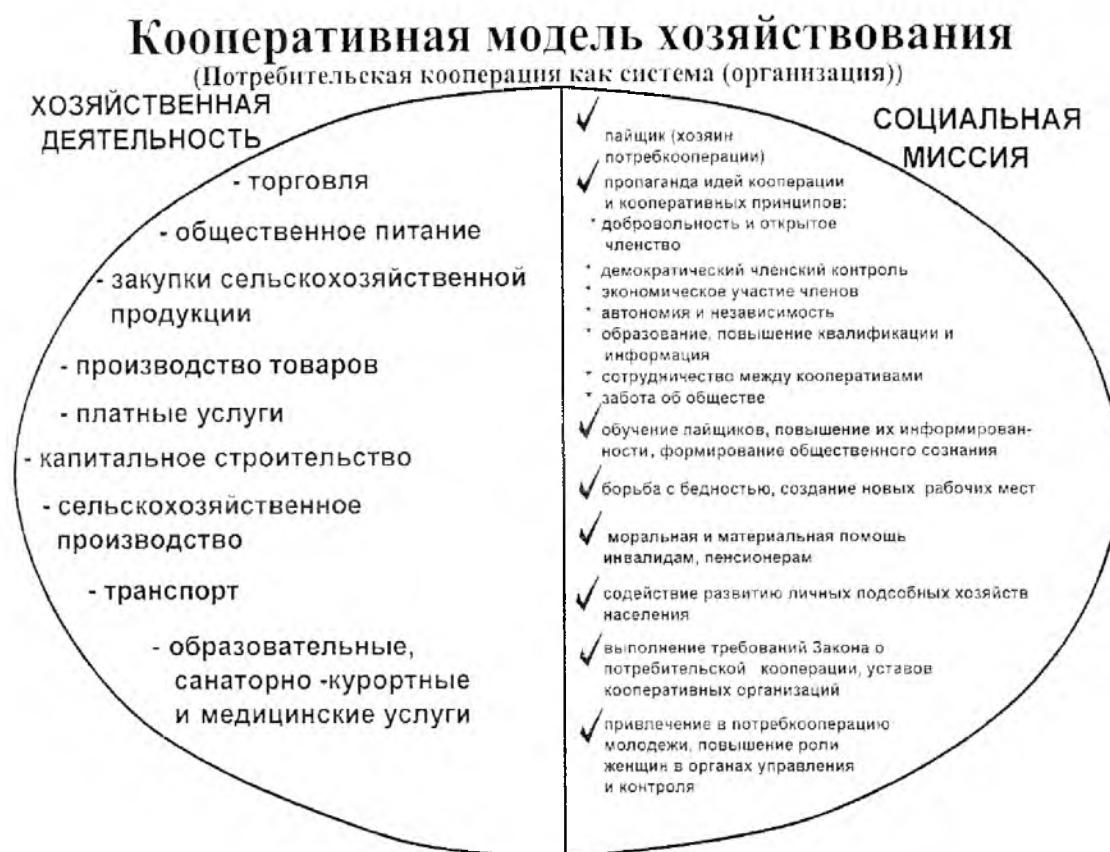 Кооперативная модель хозяйствования
(Потребительская кооперация как система (организация))
ХОЗЯЙСТВЕННАЯ
ДЕЯТЕЛЬНОСТЬ
- торговля
- общественное питание
- закупки сельскохозяйственной
продукции
- производство товаров
- платные услуги
- капитальное строительство
- сельскохозяйственное
производство
- транспорт
- образовательные,
санаторно -курортные
и медицинские услуги
СОЦИАЛЬНАЯ
МИССИЯ
✓ пайщик (хозяин
потребкооперации)
✓ пропаганда идей кооперации
и кооперативных принципов:
* добровольность и открытое
членство
* демократический членский контроль
* экономическое участие членов
* автономия и независимость
* образование, повышение квалификации и
информация
* сотрудничество между кооперативами
* забота об обществе
✓ обучение пайщиков, повышение их информирован-
ности, формирование общественного сознания
✓ борьба с бедностью, создание новых рабочих мест
✓ моральная и материальная помощь
инвалидам, пенсионерам
✓ содействие развитию личных подсобных хозяйств
населения
✓ выполнение требований Закона о
потребительской кооперации, уставов
кооперативных организаций
✓ привлечение в потребкооперацию
молодежи, повышение роли
женщин в органах управления
и контроля